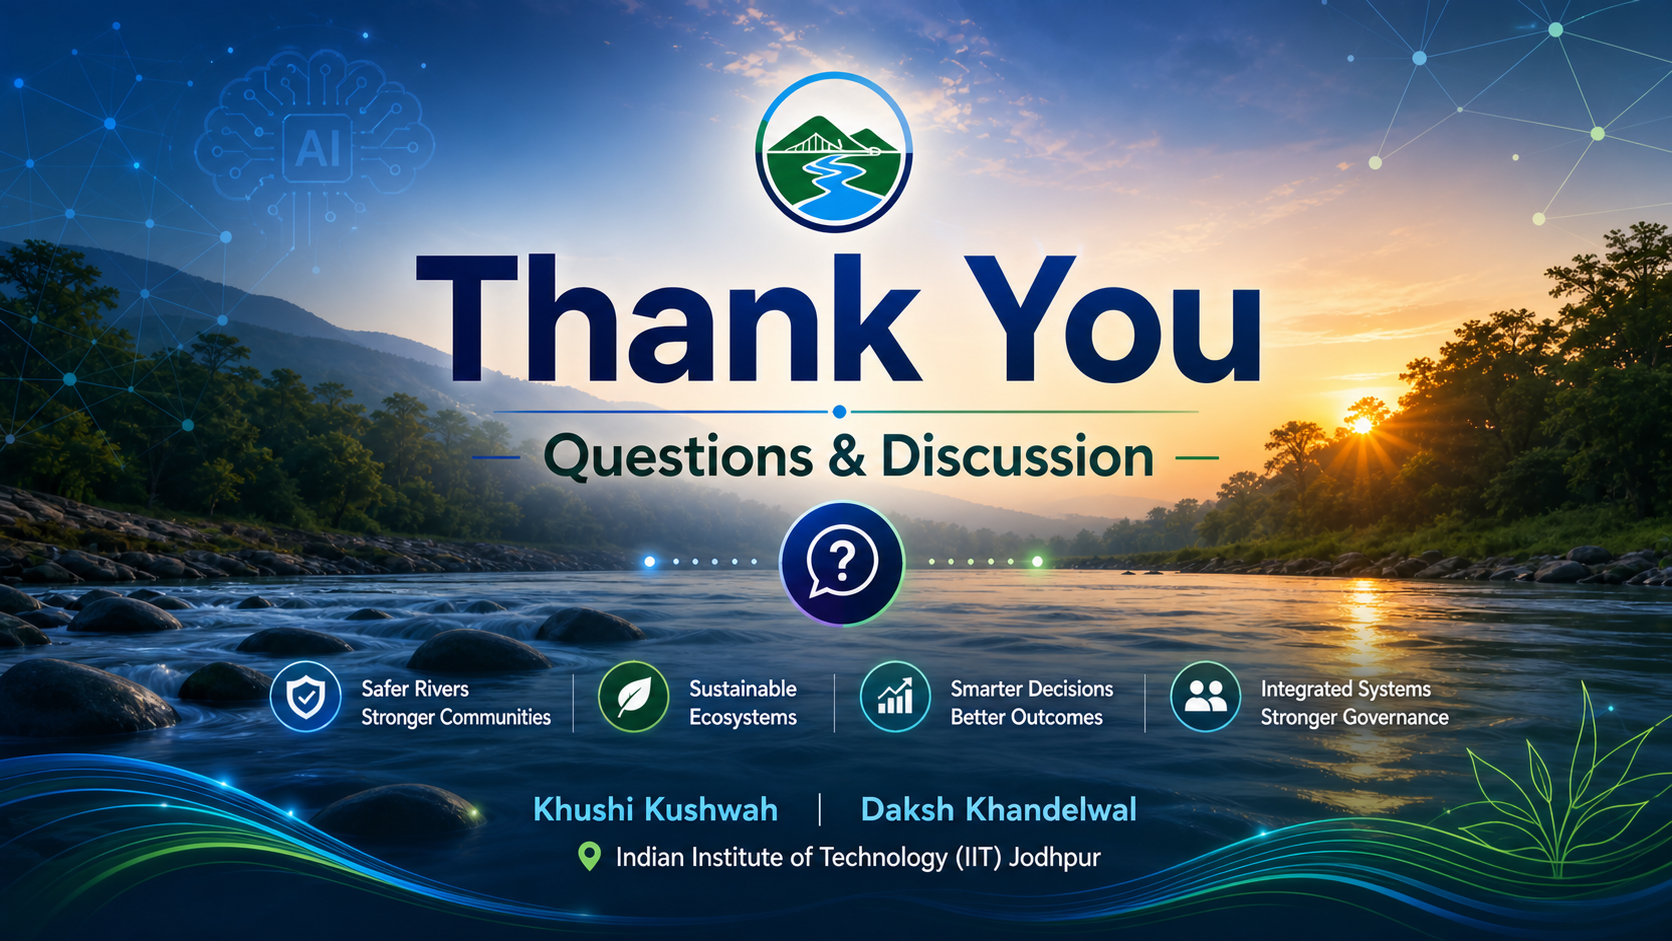 AI
Thank You
Questions & Discussion
?
Safer Rivers
Stronger Communities
Sustainable
Ecosystems
Smarter Decisions
Better Outcomes
Integrated Systems
Stronger Governance
Khushi Kushwah | Daksh Khandelwal
Indian Institute of Technology (IIT) Jodhpur